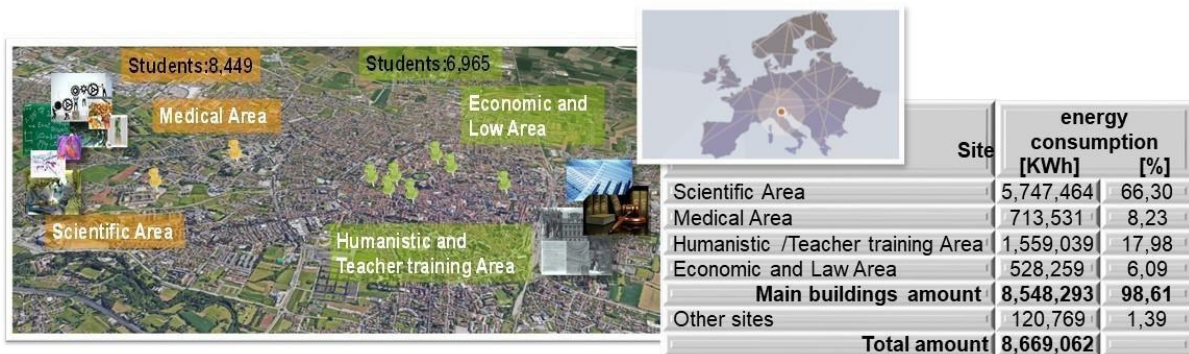 Students:8,449
Students:6,965
Medical Area
Economic and
Low Area
Scientific Area
Humanistic and
Teacher training Area
energy
consumption
Site [KWh] [%]
Scientific Area 5,747,464 66,30
Medical Area 713,531 8,23
Humanistic /Teacher training Area 1,559,039 17,98
Economic and Law Area 528,259 6,09
Main buildings amount 8,548,293 98,61
Other sites 120,769 1,39
Total amount 8,669,062